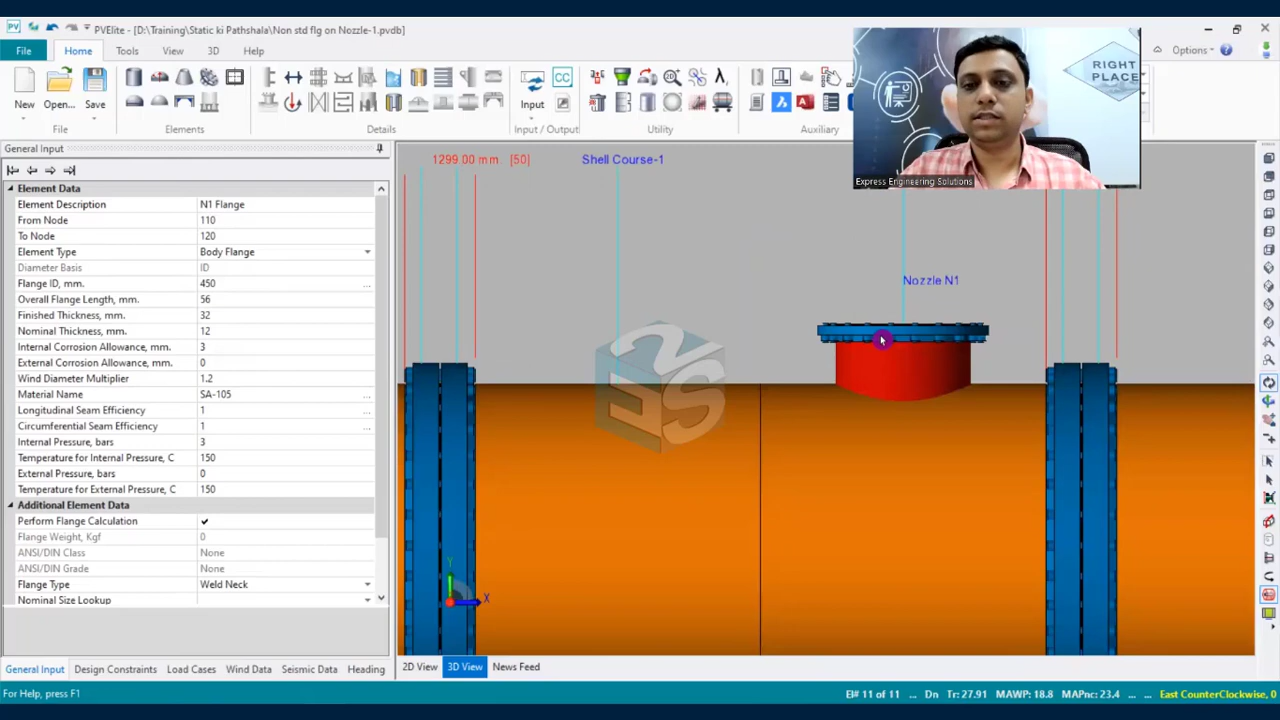 PVElite - [D:\Training\Static ki Pathshala\Non std flg on Nozzle-1.pvdb]
File Home Tools View 3D Help Options
New Open... Save Input CC
File Elements Details Input / Output Utility Auxiliary
RIGHT
PLACE
Express Engineering Solutions
General Input
Element Data
Element Description N1 Flange
From Node 110
To Node 120
Element Type Body Flange
Diameter Basis ID
Flange ID, mm. 450 ...
Overall Flange Length, mm. 56
Finished Thickness, mm. 32
Nominal Thickness, mm. 12
Internal Corrosion Allowance, mm. 3
External Corrosion Allowance, mm. 0
Wind Diameter Multiplier 1.2
Material Name SA-105 ...
Longitudinal Seam Efficiency 1 ...
Circumferential Seam Efficiency 1 ...
Internal Pressure, bars 3
Temperature for Internal Pressure, C 150
External Pressure, bars 0
Temperature for External Pressure, C 150
Additional Element Data
Perform Flange Calculation
Flange Weight, Kgf 0
ANSI/DIN Class None
ANSI/DIN Grade None
Flange Type Weld Neck
Nominal Size Lookup
1299.00 mm [50] Shell Course-1
Nozzle N1
2
ES
Y
X
General Input Design Constraints Load Cases Wind Data Seismic Data Heading
2D View 3D View News Feed
For Help, press F1
El# 11 of 11 ... Dn Tr: 27.91 MAWP: 18.8 MAPnc: 23.4 ... ... East CounterClockwise, 0